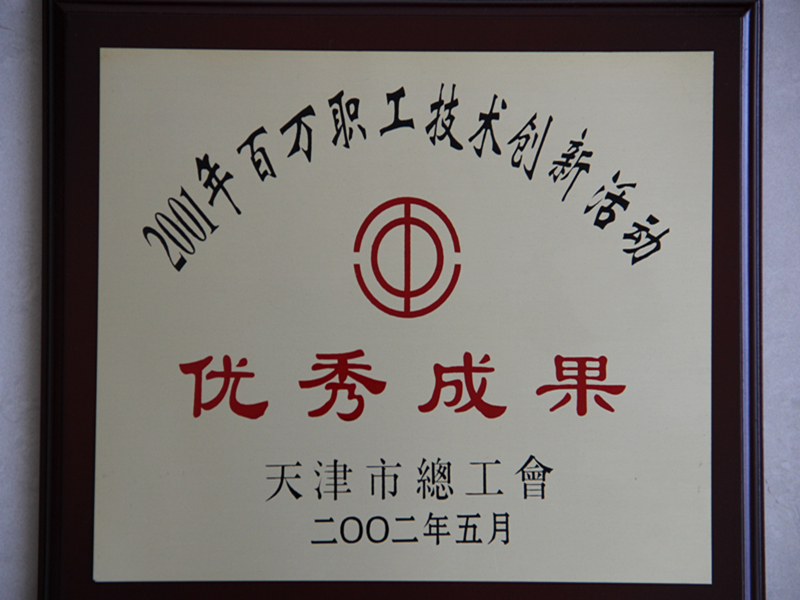 2001年百万职工技术创新活动
优秀成果
天津市總工會
二〇〇二年五月